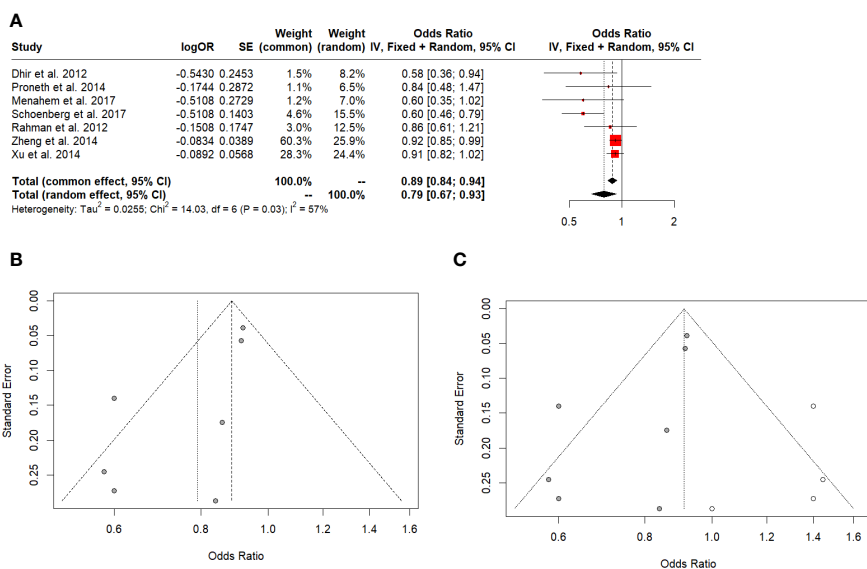 A
Weight Weight Odds Ratio Odds Ratio
Study logOR SE (common) (random) IV, Fixed + Random, 95% CI IV, Fixed + Random, 95% CI
Dhir et al. 2012 -0.5430 0.2453 1.5% 8.2% 0.58 [0.36; 0.94]
Proneth et al. 2014 -0.1744 0.2872 1.1% 6.5% 0.84 [0.48; 1.47]
Menahem et al. 2017 -0.5108 0.2729 1.2% 7.0% 0.60 [0.35; 1.02]
Schoenberg et al. 2017 -0.5108 0.1403 4.6% 15.5% 0.60 [0.46; 0.79]
Rahman et al. 2012 -0.1508 0.1747 3.0% 12.5% 0.86 [0.61; 1.21]
Zheng et al. 2014 -0.0834 0.0389 60.3% 25.9% 0.92 [0.85; 0.99]
Xu et al. 2014 -0.0892 0.0568 28.3% 24.4% 0.91 [0.82; 1.02]
Total (common effect, 95% CI) 100.0% -- 0.89 [0.84; 0.94]
Total (random effect, 95% CI) -- 100.0% 0.79 [0.67; 0.93]
Heterogeneity: Tau² = 0.0255; Chi² = 14.03, df = 6 (P = 0.03); I² = 57%
0.5 1 2
B
Standard Error
0.00
0.05
0.10
0.15
0.20
0.25
0.6 0.8 1.0 1.2 1.4 1.6
Odds Ratio
C
Standard Error
0.00
0.05
0.10
0.15
0.20
0.25
0.6 0.8 1.0 1.2 1.4 1.6
Odds Ratio